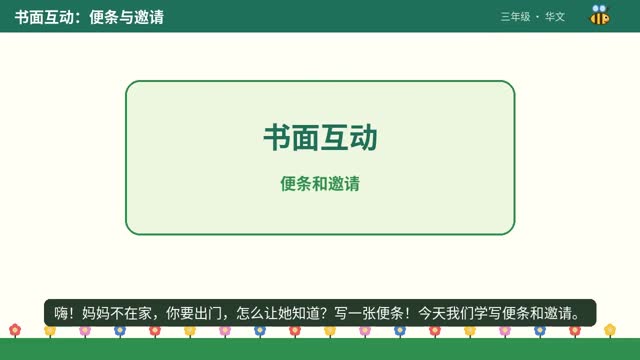 书面互动：便条与邀请
三年级 · 华文
书面互动
便条和邀请
嗨！妈妈不在家，你要出门，怎么让她知道？写一张便条！今天我们学写便条和邀请。